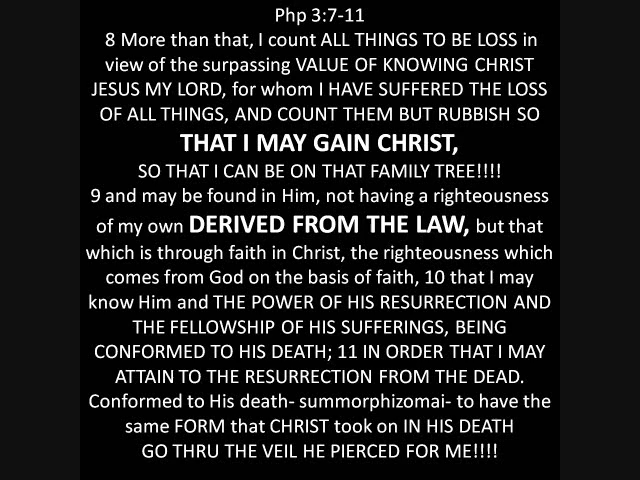 Php 3:7-11
8 More than that, I count ALL THINGS TO BE LOSS in
view of the surpassing VALUE OF KNOWING CHRIST
JESUS MY LORD, for whom I HAVE SUFFERED THE LOSS
OF ALL THINGS, AND COUNT THEM BUT RUBBISH SO
THAT I MAY GAIN CHRIST,
SO THAT I CAN BE ON THAT FAMILY TREE!!!!
9 and may be found in Him, not having a righteousness
of my own DERIVED FROM THE LAW, but that
which is through faith in Christ, the righteousness which
comes from God on the basis of faith, 10 that I may
know Him and THE POWER OF HIS RESURRECTION AND
THE FELLOWSHIP OF HIS SUFFERINGS, BEING
CONFORMED TO HIS DEATH; 11 IN ORDER THAT I MAY
ATTAIN TO THE RESURRECTION FROM THE DEAD.
Conformed to His death- summorphizomai- to have the
same FORM that CHRIST took on IN HIS DEATH
GO THRU THE VEIL HE PIERCED FOR ME!!!!